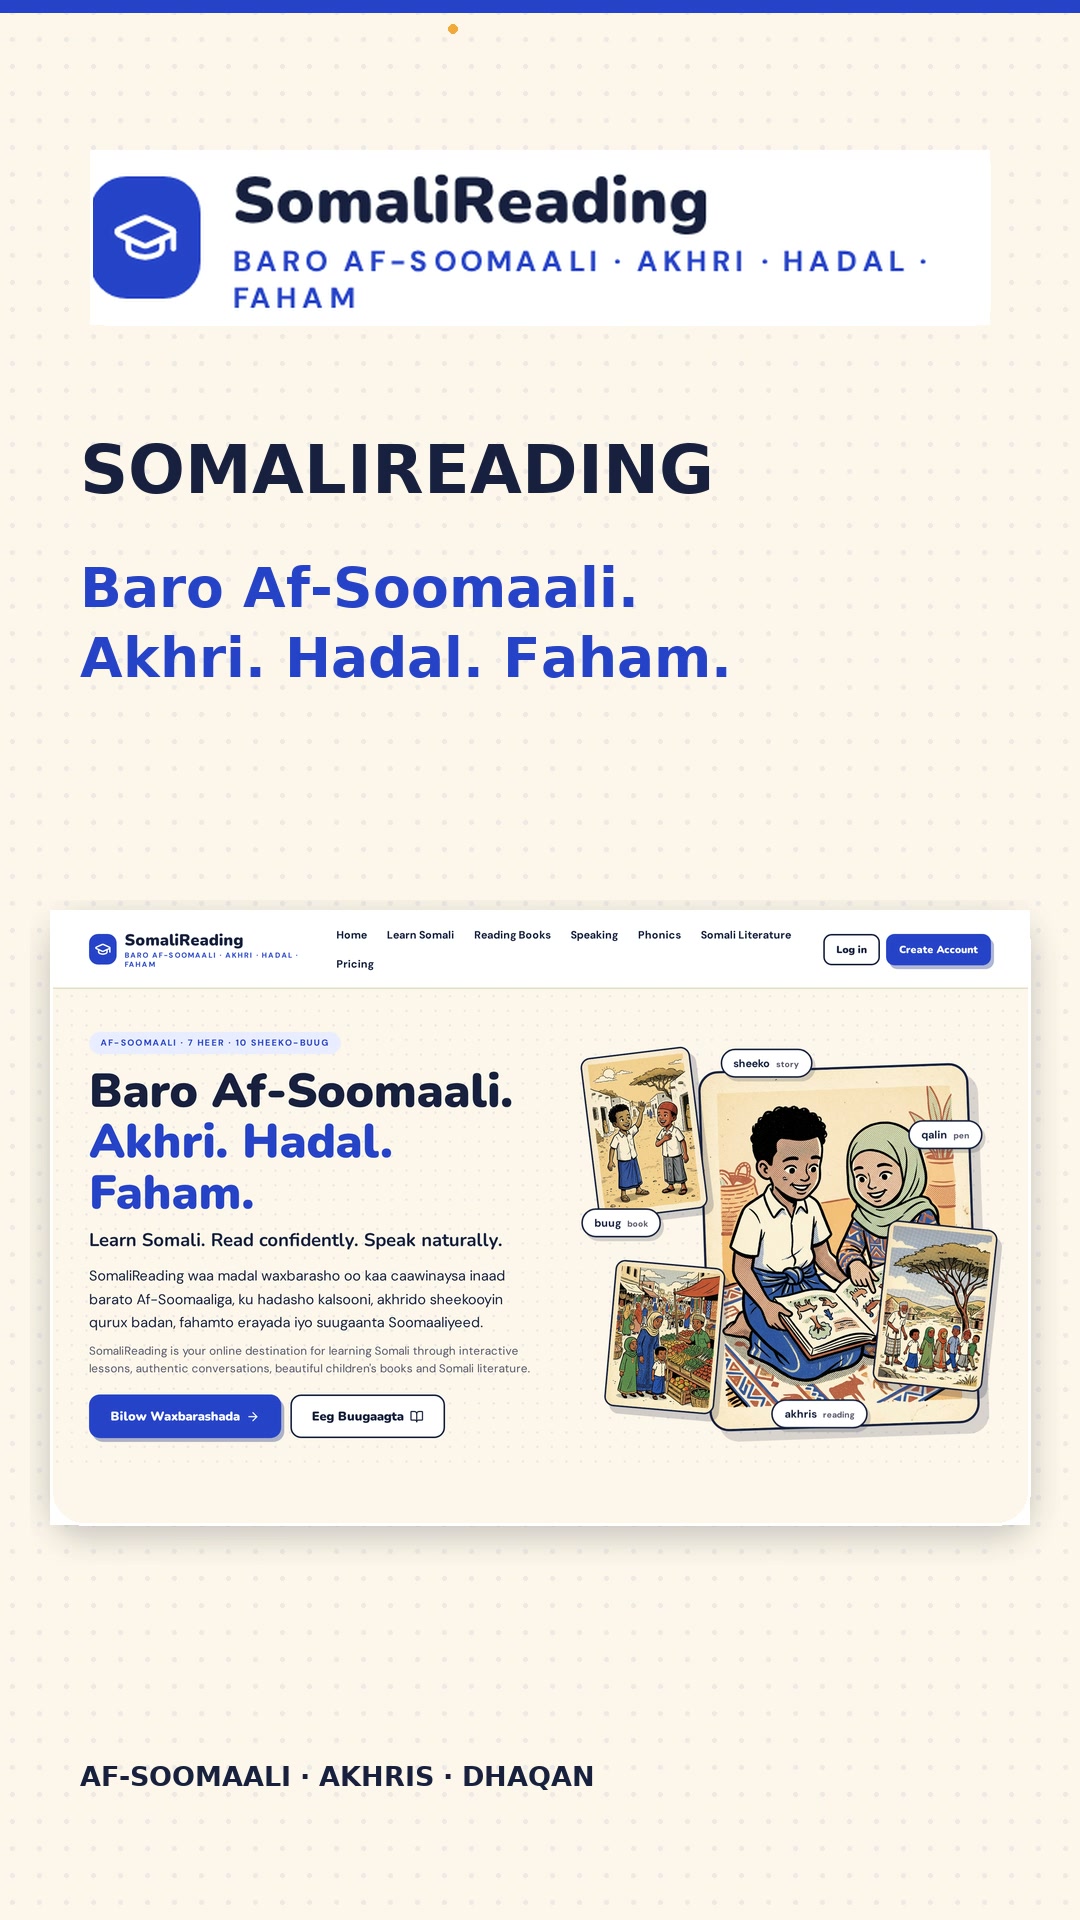 SomaliReading
BARO AF-SOOMAALI · AKHRI · HADAL ·
FAHAM
SOMALIREADING
Baro Af-Soomaali.
Akhri. Hadal. Faham.
SomaliReading
BARO AF-SOOMAALI · AKHRI · HADAL ·
FAHAM
Home Learn Somali Reading Books Speaking Phonics Somali Literature
Pricing
Log in
Create Account
AF-SOOMAALI · 7 HEER · 10 SHEEKO-BUUG
Baro Af-Soomaali.
Akhri. Hadal.
Faham.
Learn Somali. Read confidently. Speak naturally.
SomaliReading waa madal waxbarasho oo kaa caawinaysa inaad
barato Af-Soomaaliga, ku hadasho kalsooni, akhrido sheekooyin
qurux badan, fahamto erayada iyo suugaanta Soomaaliyeed.
SomaliReading is your online destination for learning Somali through interactive
lessons, authentic conversations, beautiful children's books and Somali literature.
Bilow Waxbarashada →
Eeg Buugaagta
sheeko story
qalin pen
buug book
akhris reading
AF-SOOMAALI · AKHRIS · DHAQAN